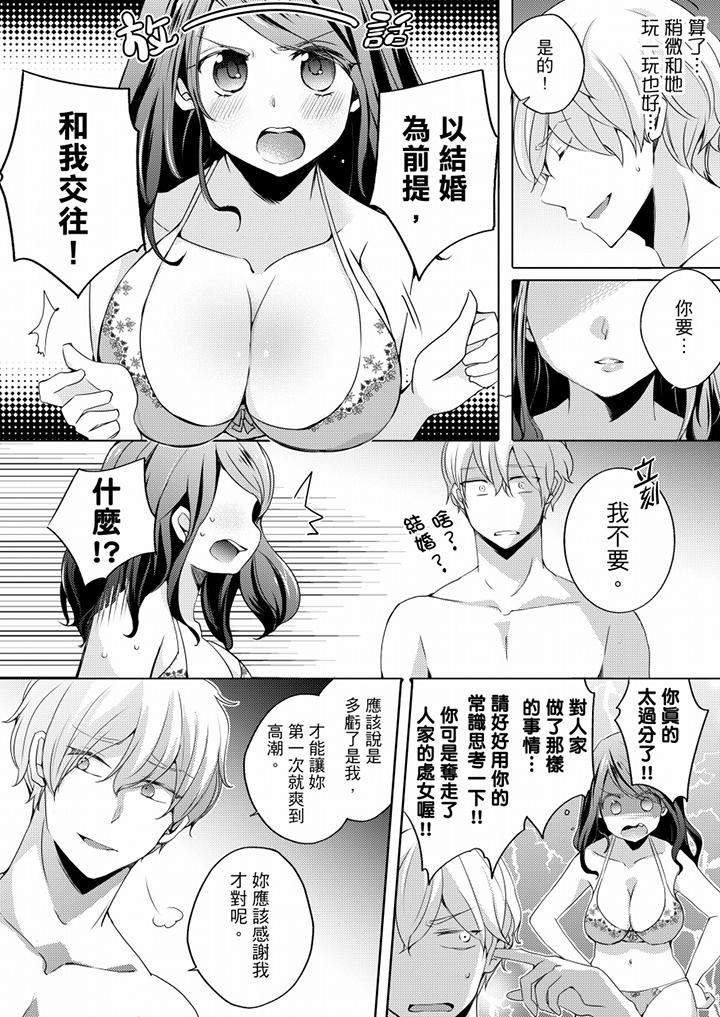 算了…
稍微和她
玩一玩也好…
是的！
你要…
放話
以結婚
為前提，
和我交往！
立刻
我不要。
啥？
結婚？
什麼!?
你真的
太過分了!!
對人家
做了那樣
的事情…
請好好用你的
常識思考一下!!
你可是奪走了
人家的處女喔!!
應該說是
多虧了是我，
才能讓妳
第一次就爽到
高潮。
妳應該感謝我
才對呢。